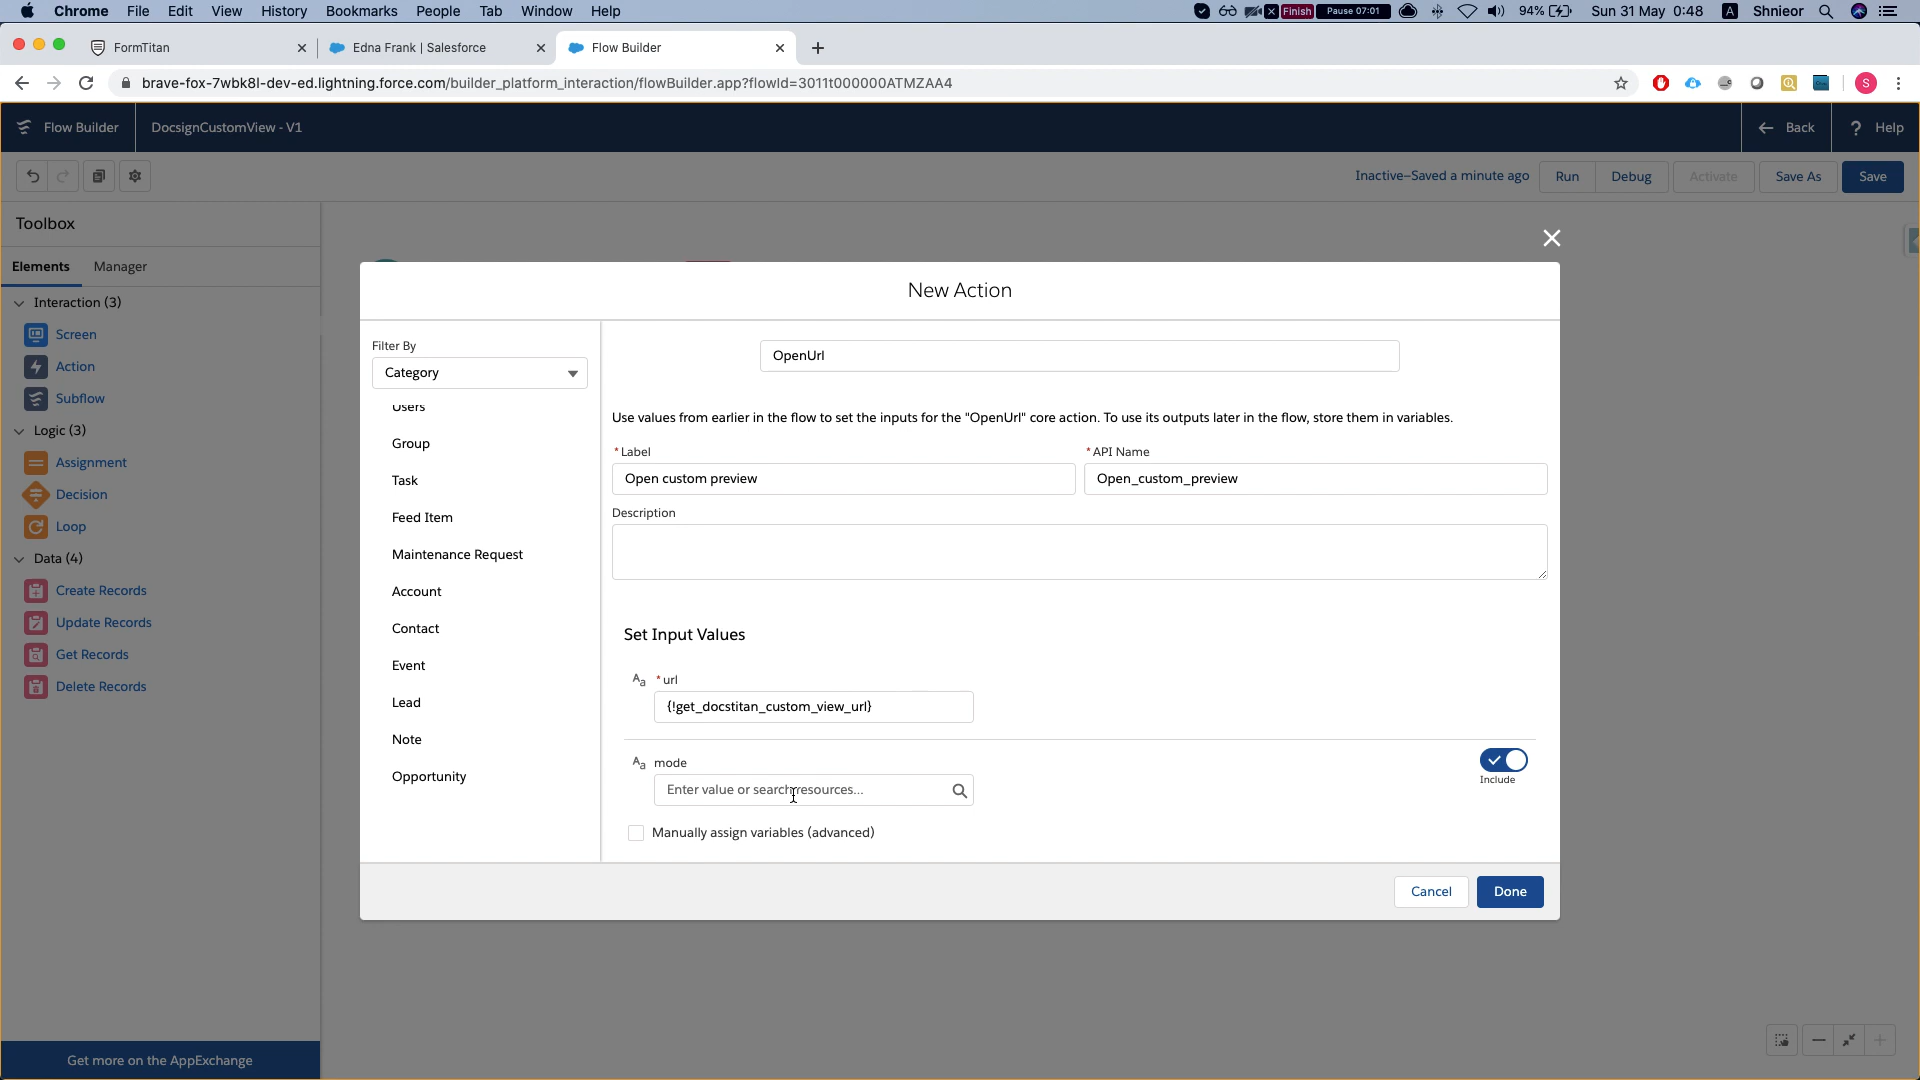 Chrome File Edit View History Bookmarks People Tab Window Help Finish Pause 07:01 94% Sun 31 May 0:48 A Shnieor
FormTitan Edna Frank | Salesforce Flow Builder
brave-fox-7wbk8l-dev-ed.lightning.force.com/builder_platform_interaction/flowBuilder.app?flowId=3011t000000ATMZAA4 S
Flow Builder DocsignCustomView - V1 Back ? Help
Inactive–Saved a minute ago Run Debug Activate Save As Save
Toolbox
Elements Manager
Interaction (3)
Screen
Action
Subflow
Logic (3)
Assignment
Decision
Loop
Data (4)
Create Records
Update Records
Get Records
Delete Records
Get more on the AppExchange
New Action
Filter By
Category
Users
Group
Task
Feed Item
Maintenance Request
Account
Contact
Event
Lead
Note
Opportunity
OpenUrl
Use values from earlier in the flow to set the inputs for the "OpenUrl" core action. To use its outputs later in the flow, store them in variables.
* Label * API Name
Open custom preview Open_custom_preview
Description
Set Input Values
Aa * url
{!get_docstitan_custom_view_url}
Aa mode
Enter value or search resources...
Include
Manually assign variables (advanced)
Cancel Done